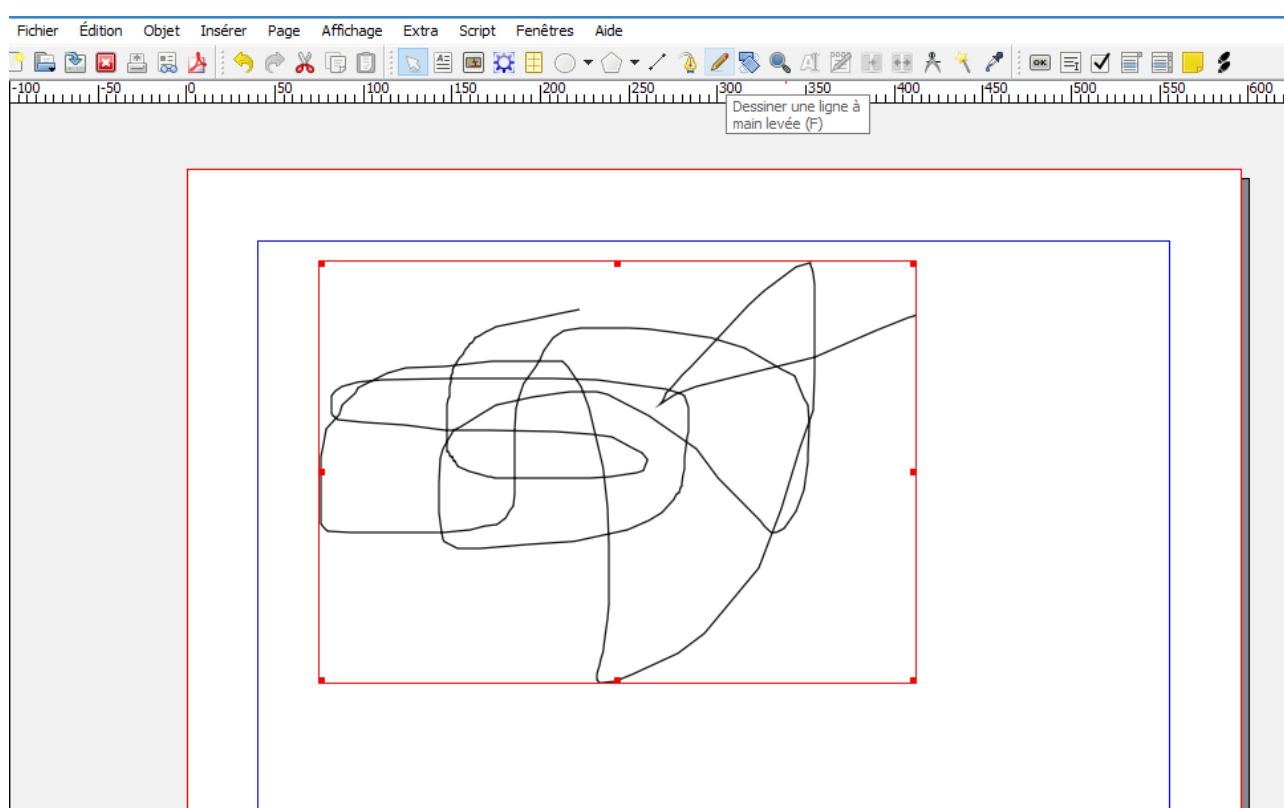 Fichier Édition Objet Insérer Page Affichage Extra Script Fenêtres Aide
OK
-100 -50 0 50 100 150 200 250 300 350 400 450 500 550 600
Dessiner une ligne à
main levée (F)